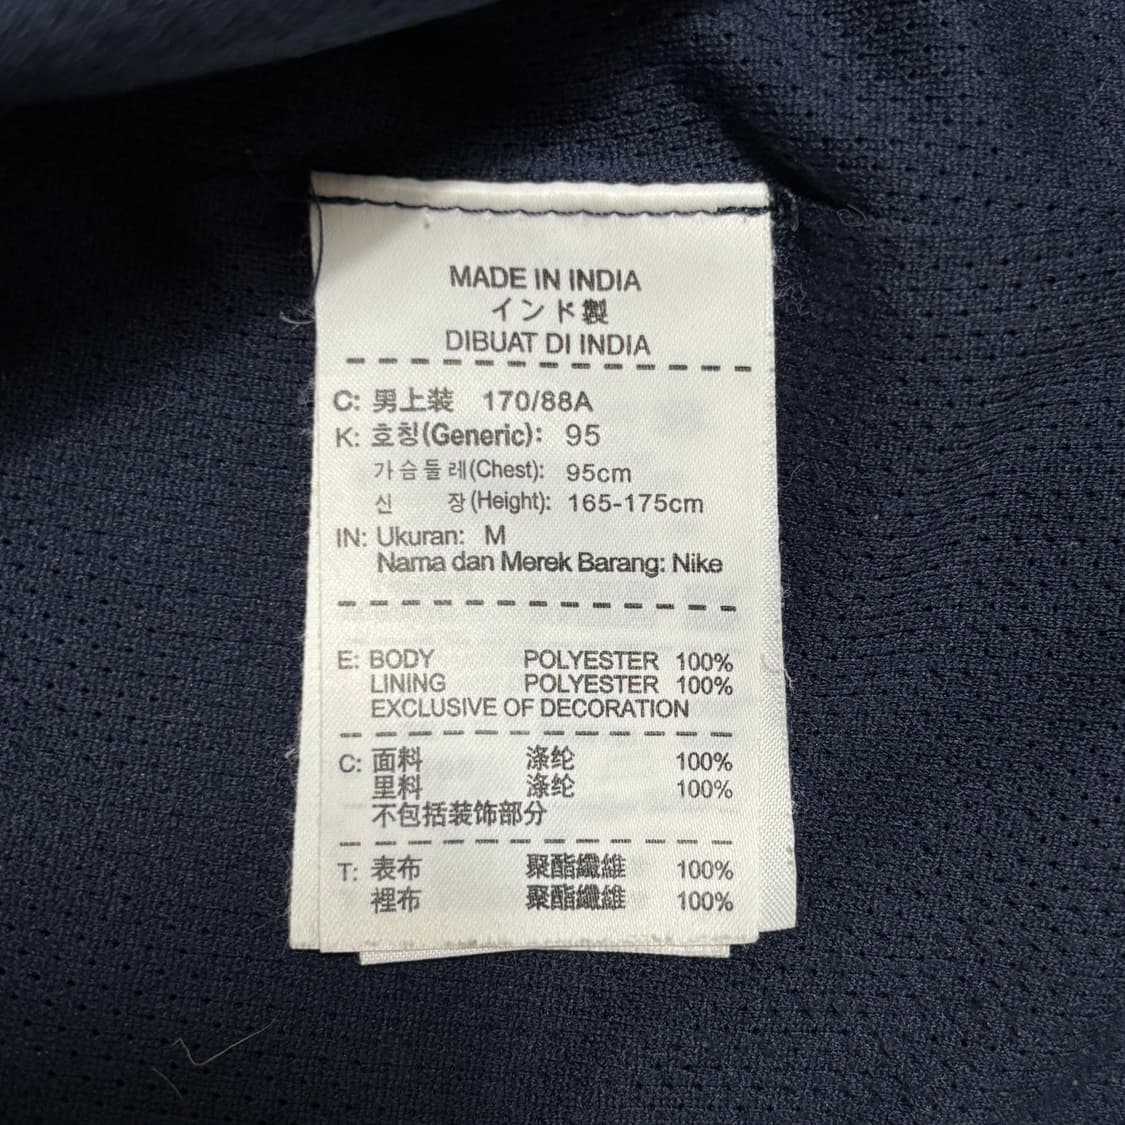 MADE IN INDIA
インド製
DIBUAT DI INDIA
C: 男上装 170/88A
K: 호칭(Generic): 95
가슴둘레(Chest): 95cm
신 장(Height): 165-175cm
IN: Ukuran: M
Nama dan Merek Barang: Nike
E: BODY POLYESTER 100%
LINING POLYESTER 100%
EXCLUSIVE OF DECORATION
C: 面料 涤纶 100%
里料 涤纶 100%
不包括装饰部分
T: 表布 聚酯纖維 100%
裡布 聚酯纖維 100%